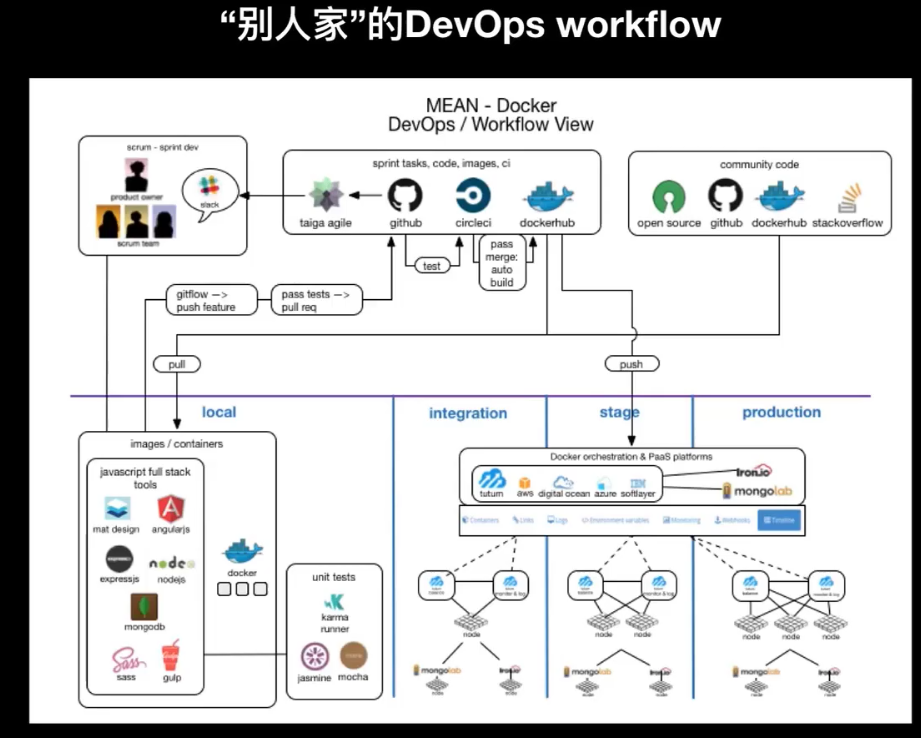 “别人家”的DevOps workflow
MEAN - Docker
DevOps / Workflow View
scrum - sprint dev
product owner
slack
scrum team
sprint tasks, code, images, ci
taiga agile
github
circleci
dockerhub
community code
open source
github
dockerhub
stackoverflow
test
pass
merge:
auto
build
gitflow —>
push feature
pass tests —>
pull req
pull
push
local
integration
stage
production
images / containers
javascript full stack
tools
mat design
angularjs
expressjs
nodejs
mongodb
sass
gulp
docker
unit tests
karma
runner
jasmine
mocha
Docker orchestration & PaaS platforms
tutum
aws
digital ocean
azure
IBM
softlayer
Iron.io
mongolab
Containers
Links
Logs
Environment variables
Monitoring
Webhooks
Timeline
node
node
node
node
node
node
mongolab
Iron.io
mongolab
Iron.io
mongolab
Iron.io
node
node
node
node
node
node